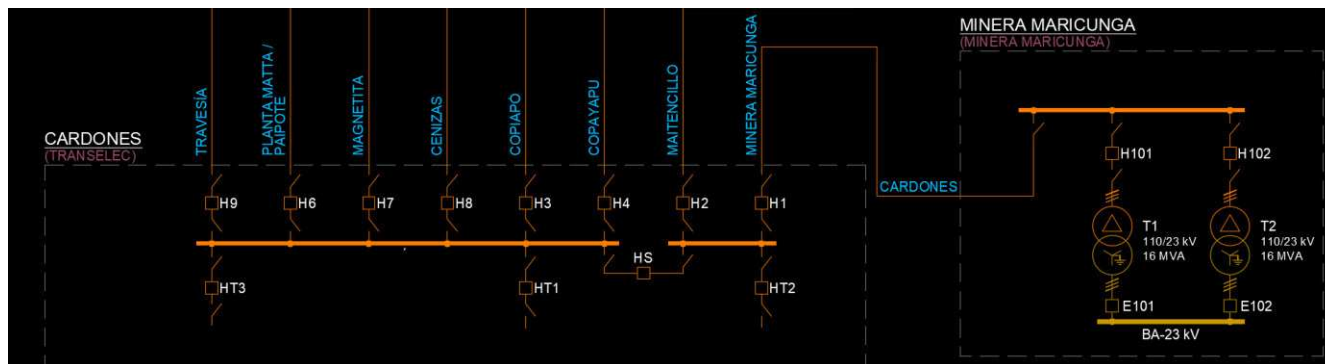 MINERA MARICUNGA
(MINERA MARICUNGA)
CARDONES
(TRANSELEC)
TRAVESÍA
PLANTA MATTA /
PAIPOTE
MAGNETITA
CENIZAS
COPIAPÓ
COPAYAPU
MAITENCILLO
MINERA MARICUNGA
CARDONES
H9
H6
H7
H8
H3
H4
H2
H1
HS
HT3
HT1
HT2
H101
H102
T1
110/23 kV
16 MVA
T2
110/23 kV
16 MVA
E101
E102
BA-23 kV